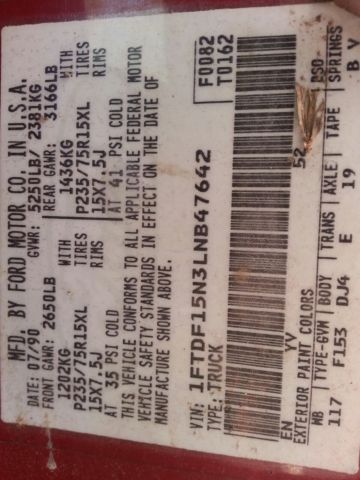 MFD. BY FORD MOTOR CO. IN U.S.A.
DATE: 07/90 GVWR: 5250LB/ 2381KG
FRONT GAWR: 2650LB REAR GAWR: 3166LB
1202KG WITH 1436KG WITH
P235/75R15XL TIRES P235/75R15XL TIRES
15X7.5J RIMS 15X7.5J RIMS
AT 35 PSI COLD AT 41 PSI COLD
THIS VEHICLE CONFORMS TO ALL APPLICABLE FEDERAL MOTOR
VEHICLE SAFETY STANDARDS IN EFFECT ON THE DATE OF
MANUFACTURE SHOWN ABOVE.
F0082
T0162
VIN: 1FTDF15N3LNB47642
TYPE: TRUCK
EN YV 52
EXTERIOR PAINT COLORS DSO
WB TYPE-GVW BODY TRANS AXLE TAPE SPRINGS
117 F153 DJ4 E 19 B V